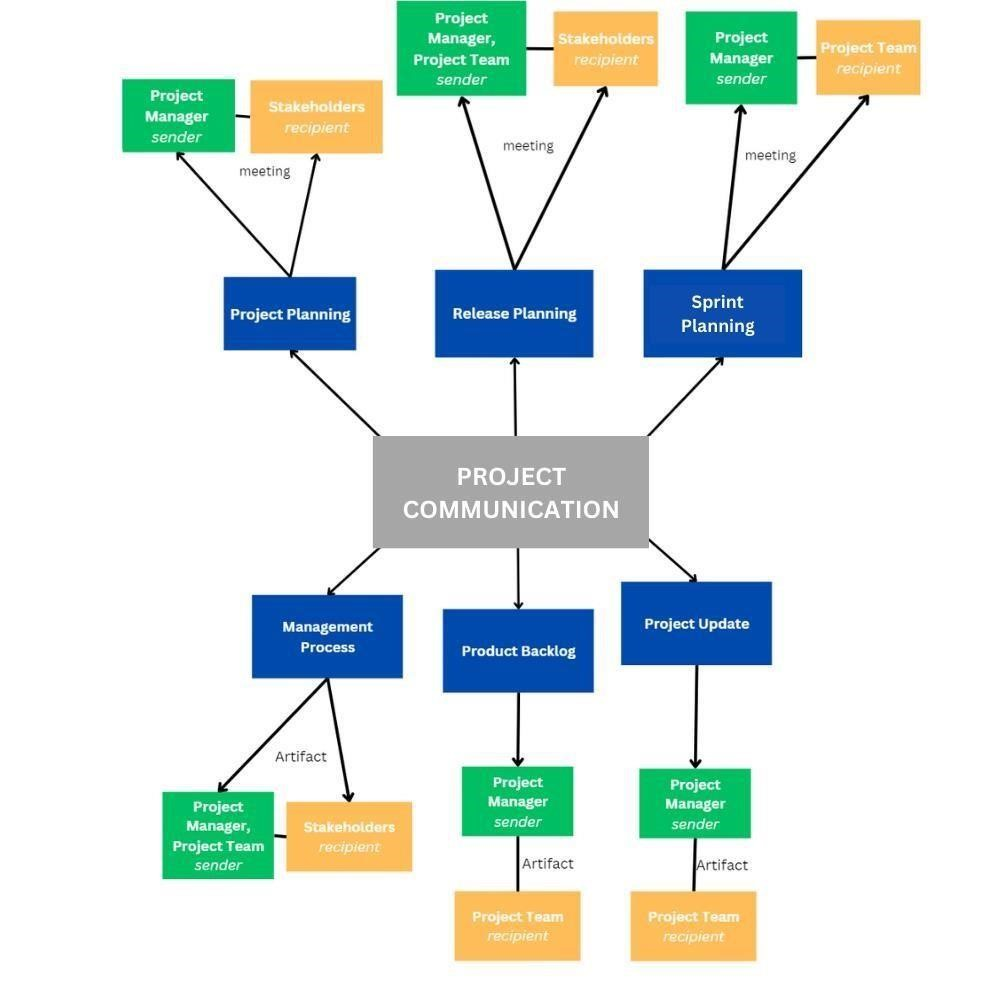 Project
Manager
sender
Stakeholders
recipient
meeting
Project
Manager,
Project Team
sender
Stakeholders
recipient
meeting
Project
Manager
sender
Project Team
recipient
meeting
Project Planning
Release Planning
Sprint
Planning
PROJECT
COMMUNICATION
Management
Process
Product Backlog
Project Update
Artifact
Project
Manager,
Project Team
sender
Stakeholders
recipient
Project
Manager
sender
Artifact
Project Team
recipient
Project
Manager
sender
Artifact
Project Team
recipient